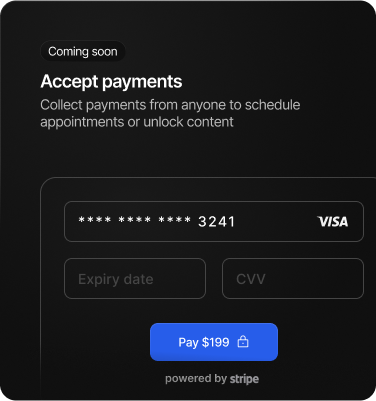 Coming soon
Accept payments
Collect payments from anyone to schedule
appointments or unlock content
**** **** **** 3241 VISA
Expiry date CVV
Pay $199
powered by stripe